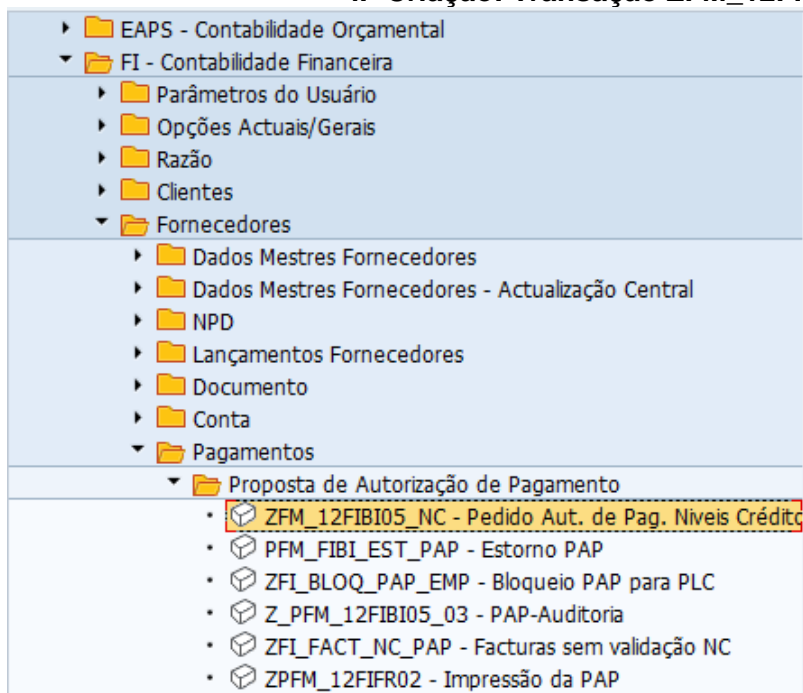 EAPS - Contabilidade Orçamental
FI - Contabilidade Financeira
Parâmetros do Usuário
Opções Actuais/Gerais
Razão
Clientes
Fornecedores
Dados Mestres Fornecedores
Dados Mestres Fornecedores - Actualização Central
NPD
Lançamentos Fornecedores
Documento
Conta
Pagamentos
Proposta de Autorização de Pagamento
ZFM_12FIBI05_NC - Pedido Aut. de Pag. Niveis Crédito
PFM_FIBI_EST_PAP - Estorno PAP
ZFI_BLOQ_PAP_EMP - Bloqueio PAP para PLC
Z_PFM_12FIBI05_03 - PAP-Auditoria
ZFI_FACT_NC_PAP - Facturas sem validação NC
ZPFM_12FIFR02 - Impressão da PAP